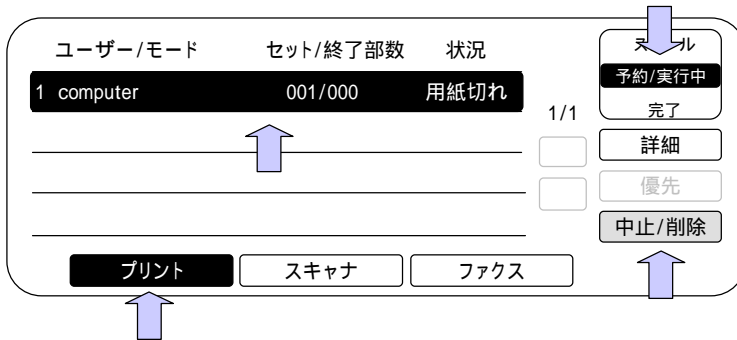 ユーザー/モード セット/終了部数 状況
1 computer 001/000 用紙切れ
1/1
予約/実行中
完了
詳細
優先
中止/削除
プリント スキャナ ファクス